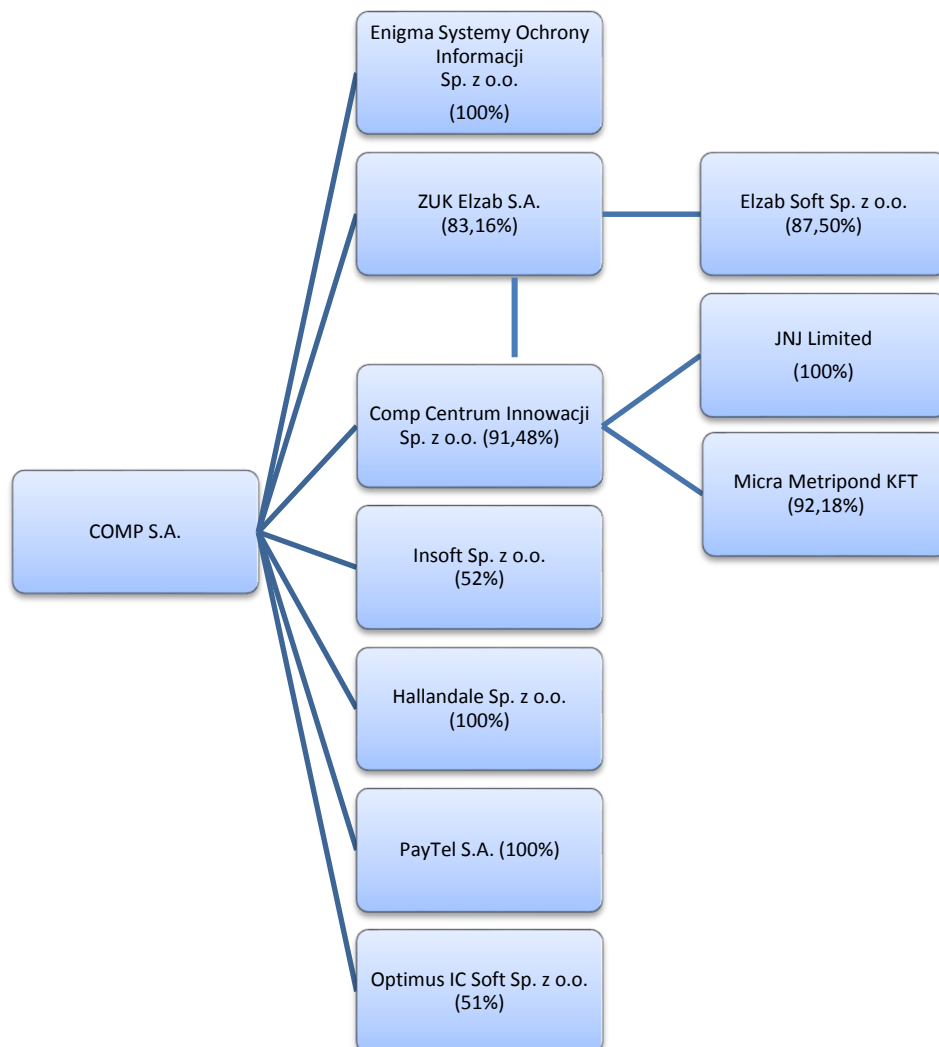 COMP S.A.
Enigma Systemy Ochrony
Informacji
Sp. z o.o.
(100%)
ZUK Elzab S.A.
(83,16%)
Elzab Soft Sp. z o.o.
(87,50%)
Comp Centrum Innowacji
Sp. z o.o. (91,48%)
JNJ Limited
(100%)
Micra Metripond KFT
(92,18%)
Insoft Sp. z o.o.
(52%)
Hallandale Sp. z o.o.
(100%)
PayTel S.A. (100%)
Optimus IC Soft Sp. z o.o.
(51%)